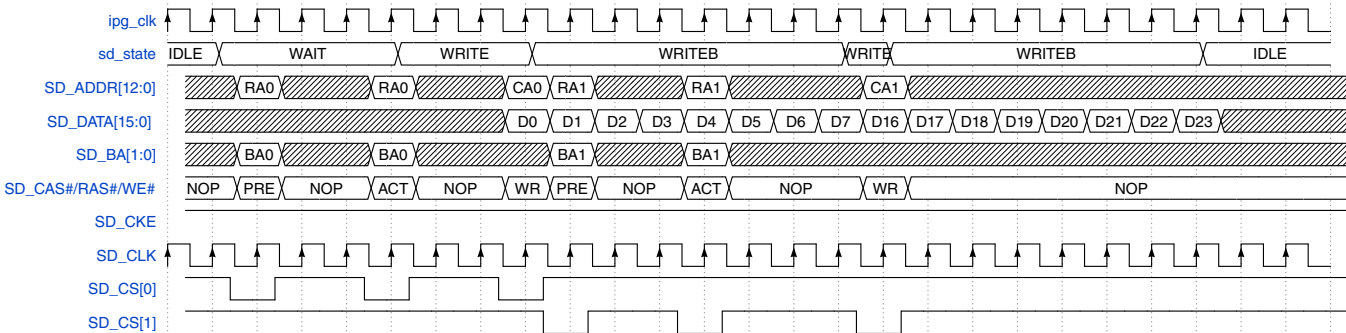 ipg_clk
sd_state IDLE WAIT WRITE WRITEB WRITE WRITEB IDLE
SD_ADDR[12:0] RA0 RA0 CA0 RA1 RA1 CA1
SD_DATA[15:0] D0 D1 D2 D3 D4 D5 D6 D7 D16 D17 D18 D19 D20 D21 D22 D23
SD_BA[1:0] BA0 BA0 BA1 BA1
SD_CAS#/RAS#/WE# NOP PRE NOP ACT NOP WR PRE NOP ACT NOP WR NOP
SD_CKE
SD_CLK
SD_CS[0]
SD_CS[1]